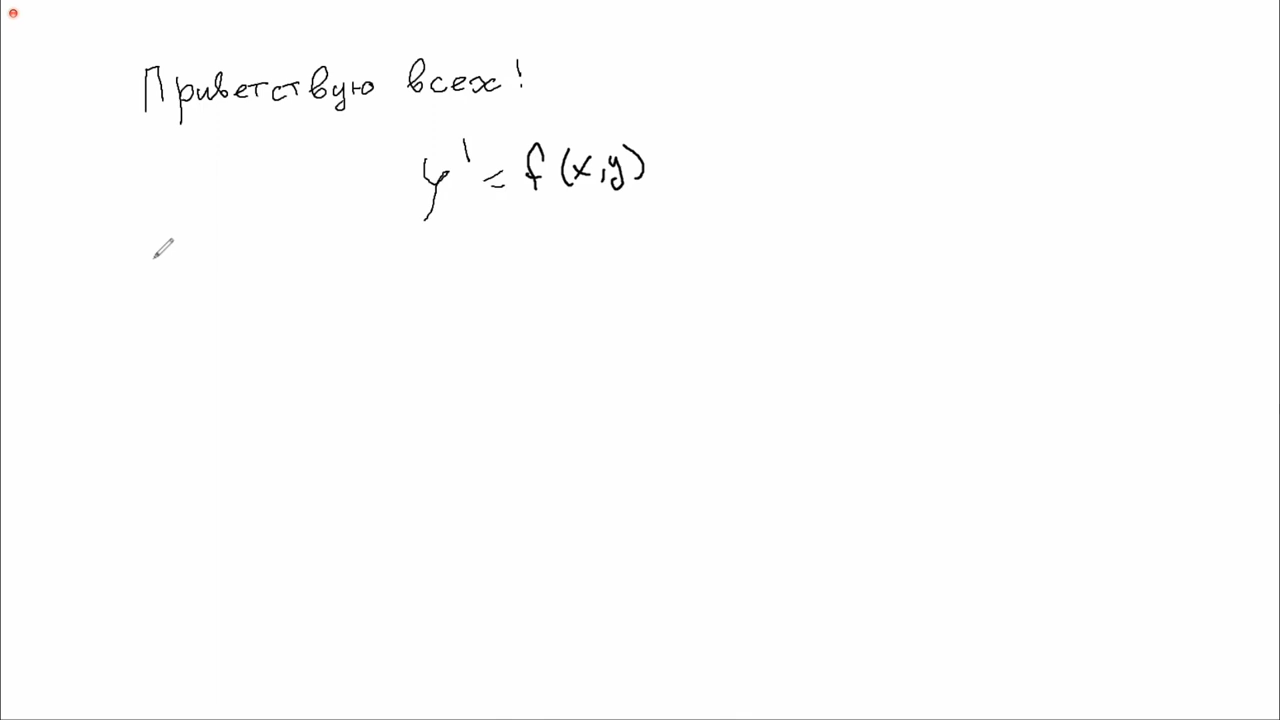 Приветствую всех!
y' = f(x,y)